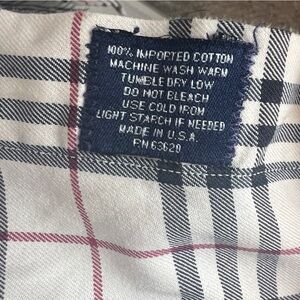 100% IMPORTED COTTON
MACHINE WASH WARM
TUMBLE DRY LOW
DO NOT BLEACH
USE COLD IRON
LIGHT STARCH IF NEEDED
MADE IN U.S.A.
RN 63620